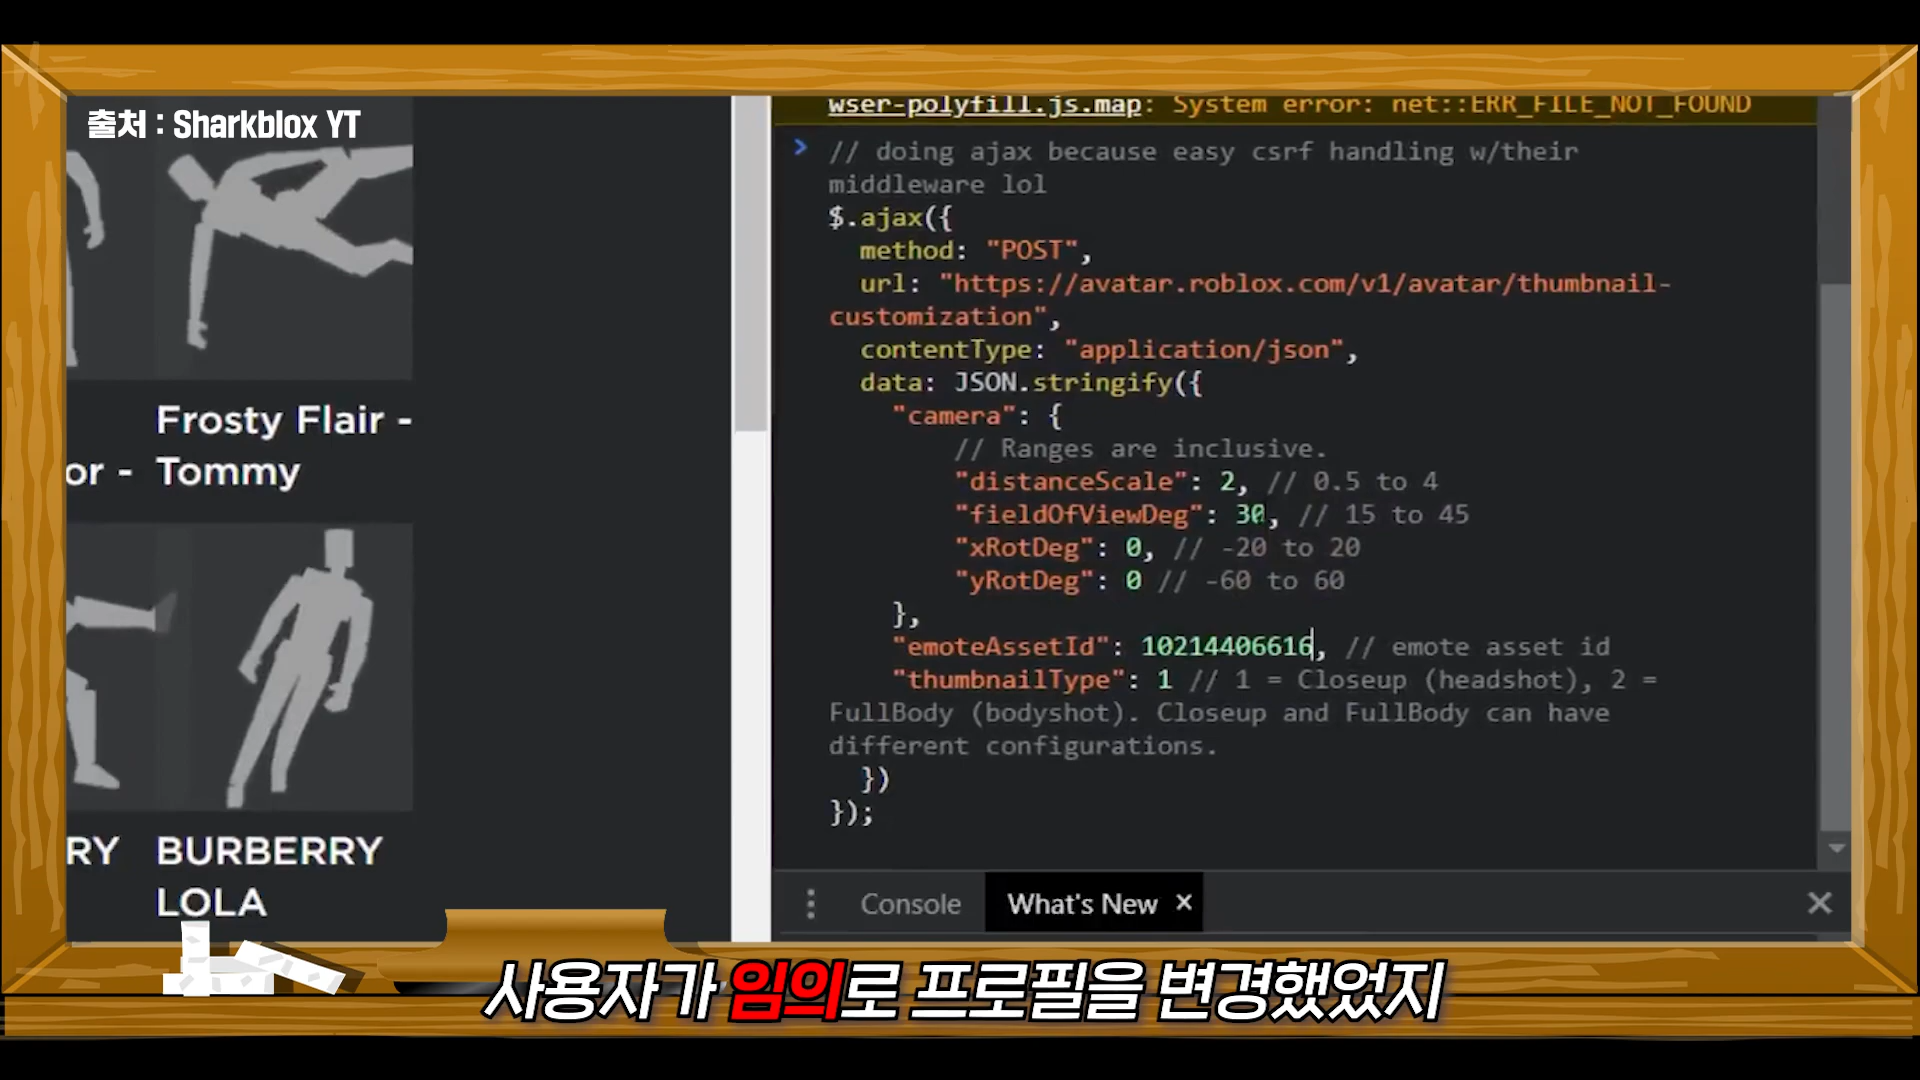 출처 : Sharkblox YT
Frosty Flair -
or - Tommy
RY BURBERRY
LOLA
wser-polyfill.js.map: System error: net::ERR_FILE_NOT_FOUND
> // doing ajax because easy csrf handling w/their
middleware lol
$.ajax({
method: "POST",
url: "https://avatar.roblox.com/v1/avatar/thumbnail-
customization",
contentType: "application/json",
data: JSON.stringify({
"camera": {
// Ranges are inclusive.
"distanceScale": 2, // 0.5 to 4
"fieldOfViewDeg": 30, // 15 to 45
"xRotDeg": 0, // -20 to 20
"yRotDeg": 0 // -60 to 60
},
"emoteAssetId": 10214406616, // emote asset id
"thumbnailType": 1 // 1 = Closeup (headshot), 2 =
FullBody (bodyshot). Closeup and FullBody can have
different configurations.
})
});
Console What's New ×
사용자가 임의로 프로필을 변경했었지